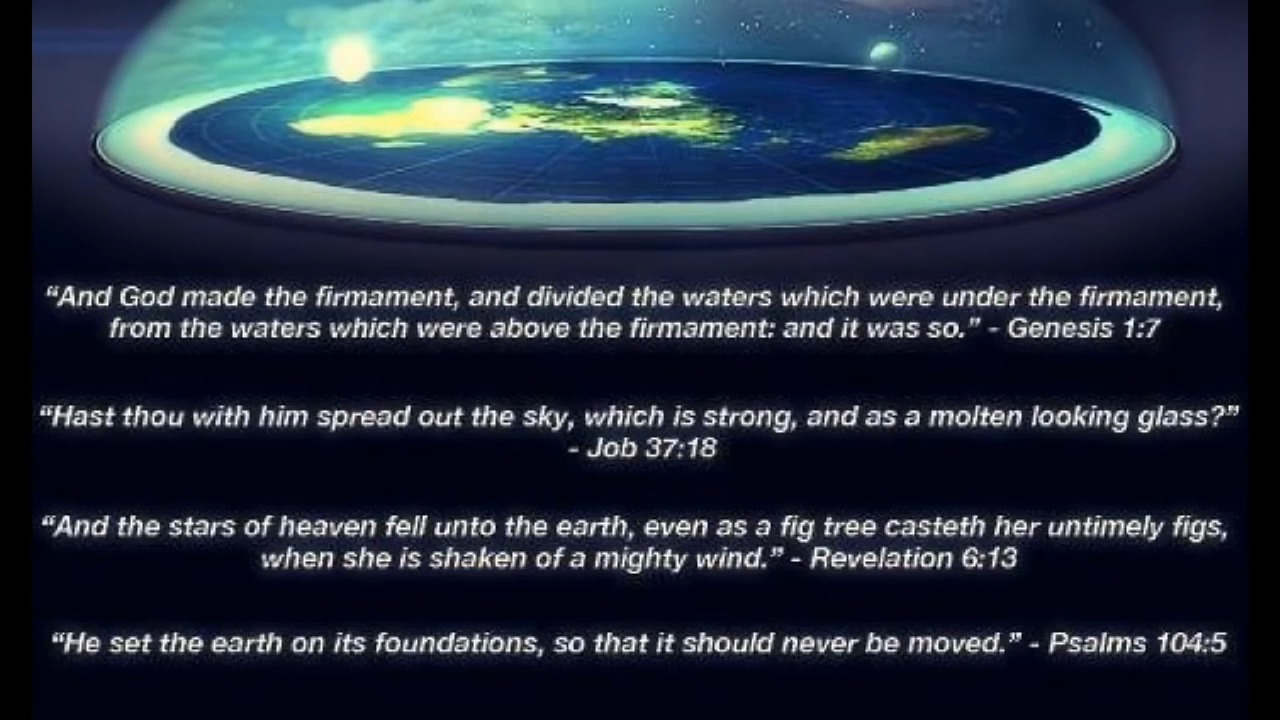 “And God made the firmament, and divided the waters which were under the firmament,
from the waters which were above the firmament: and it was so.” - Genesis 1:7
“Hast thou with him spread out the sky, which is strong, and as a molten looking glass?”
- Job 37:18
“And the stars of heaven fell unto the earth, even as a fig tree casteth her untimely figs,
when she is shaken of a mighty wind.” - Revelation 6:13
“He set the earth on its foundations, so that it should never be moved.” - Psalms 104:5